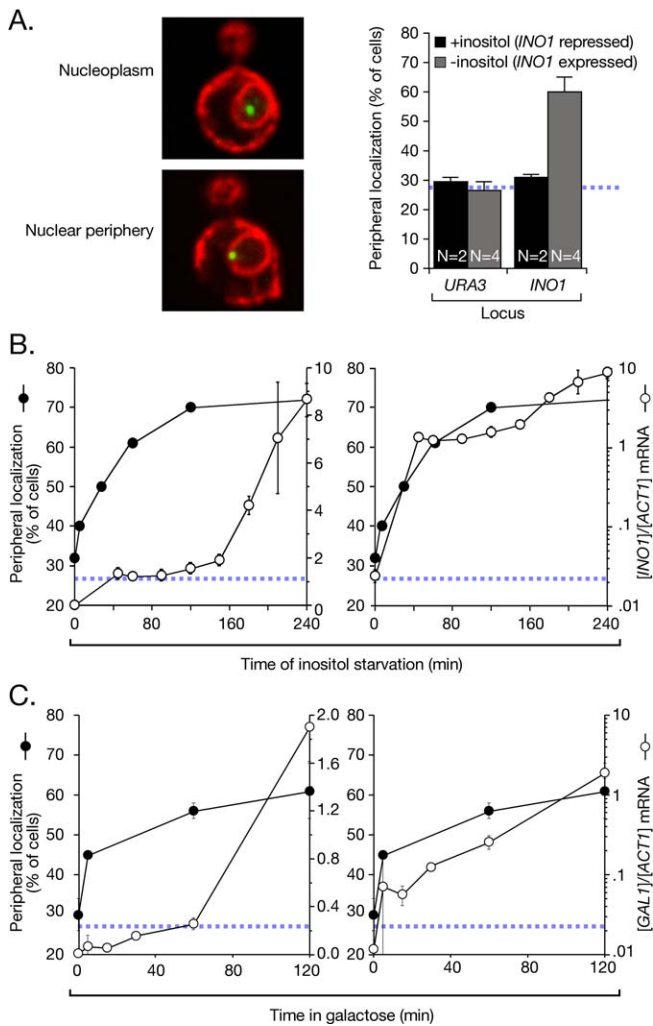 A.
Nucleoplasm
Nuclear periphery
Peripheral localization (% of cells)
80
70
60
50
40
30
20
10
0
+inositol (INO1 repressed)
-inositol (INO1 expressed)
N=2 N=4 N=2 N=4
URA3 INO1
Locus
B.
Peripheral localization
(% of cells)
80
70
60
50
40
30
20
10
8
6
4
2
0
0 80 160 240
80
70
60
50
40
30
20
10
1
.1
.01
0 80 160 240
[INO1]/[ACT1] mRNA
Time of inositol starvation (min)
C.
Peripheral localization
(% of cells)
80
70
60
50
40
30
20
2.0
1.6
1.2
0.8
0.4
0.0
0 40 80 120
80
70
60
50
40
30
20
10
1
.1
.01
0 40 80 120
[GAL1]/[ACT1] mRNA
Time in galactose (min)